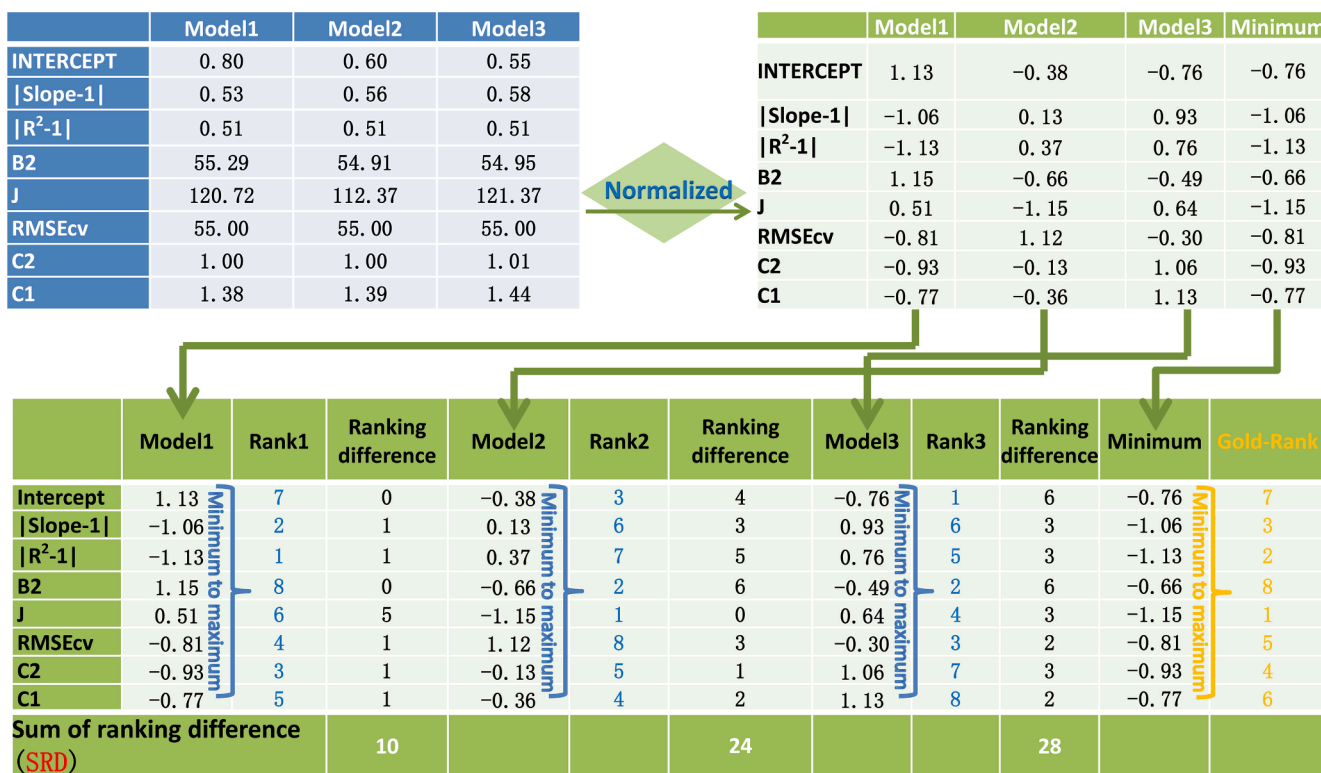 Model1 Model2 Model3
INTERCEPT 0.80 0.60 0.55
|Slope-1| 0.53 0.56 0.58
|R²-1| 0.51 0.51 0.51
B2 55.29 54.91 54.95
J 120.72 112.37 121.37
RMSEcv 55.00 55.00 55.00
C2 1.00 1.00 1.01
C1 1.38 1.39 1.44
Normalized
Model1 Model2 Model3 Minimum
INTERCEPT 1.13 -0.38 -0.76 -0.76
|Slope-1| -1.06 0.13 0.93 -1.06
|R²-1| -1.13 0.37 0.76 -1.13
B2 1.15 -0.66 -0.49 -0.66
J 0.51 -1.15 0.64 -1.15
RMSEcv -0.81 1.12 -0.30 -0.81
C2 -0.93 -0.13 1.06 -0.93
C1 -0.77 -0.36 1.13 -0.77
Model1 Rank1 Ranking difference Model2 Rank2 Ranking difference Model3 Rank3 Ranking difference Minimum Gold-Rank
Intercept 1.13 7 0 -0.38 3 4 -0.76 1 6 -0.76 7
|Slope-1| -1.06 2 1 0.13 6 3 0.93 6 3 -1.06 3
|R²-1| -1.13 1 1 0.37 7 5 0.76 5 3 -1.13 2
B2 1.15 8 0 -0.66 2 6 -0.49 2 6 -0.66 8
J 0.51 6 5 -1.15 1 0 0.64 4 3 -1.15 1
RMSEcv -0.81 4 1 1.12 8 3 -0.30 3 2 -0.81 5
C2 -0.93 3 1 -0.13 5 1 1.06 7 3 -0.93 4
C1 -0.77 5 1 -0.36 4 2 1.13 8 2 -0.77 6
Minimum to maximum
Minimum to maximum
Minimum to maximum
Minimum to maximum
Sum of ranking difference
(SRD) 10 24 28